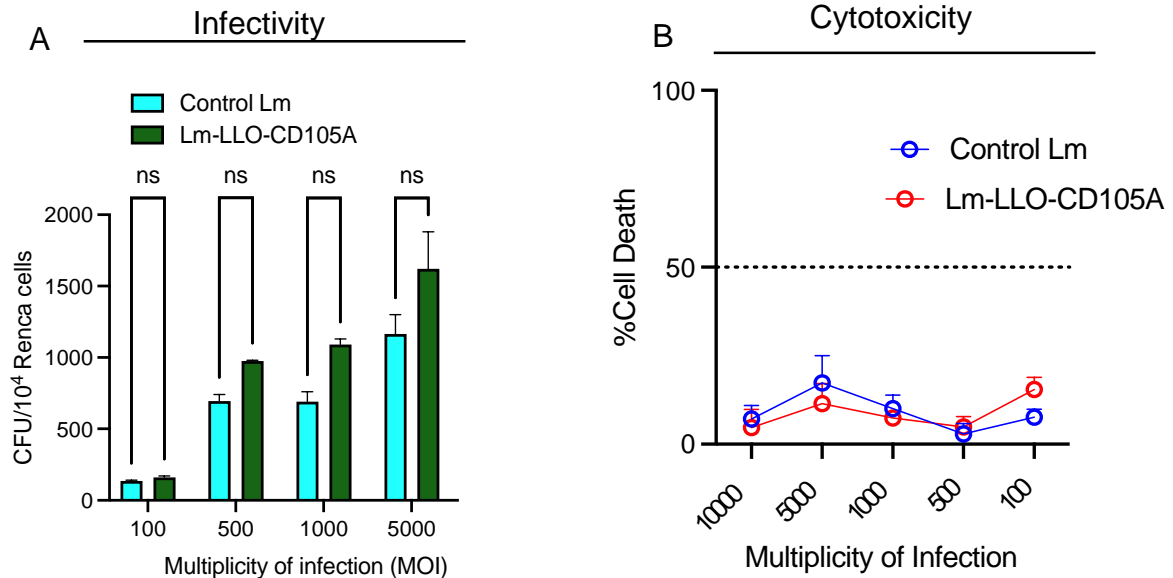 A
Infectivity
Control Lm
Lm-LLO-CD105A
ns ns ns ns
2000
1500
1000
500
0
CFU/10⁴ Renca cells
100 500 1000 5000
Multiplicity of infection (MOI)
B
Cytotoxicity
100
50
0
%Cell Death
Control Lm
Lm-LLO-CD105A
10000 5000 1000 500 100
Multiplicity of Infection